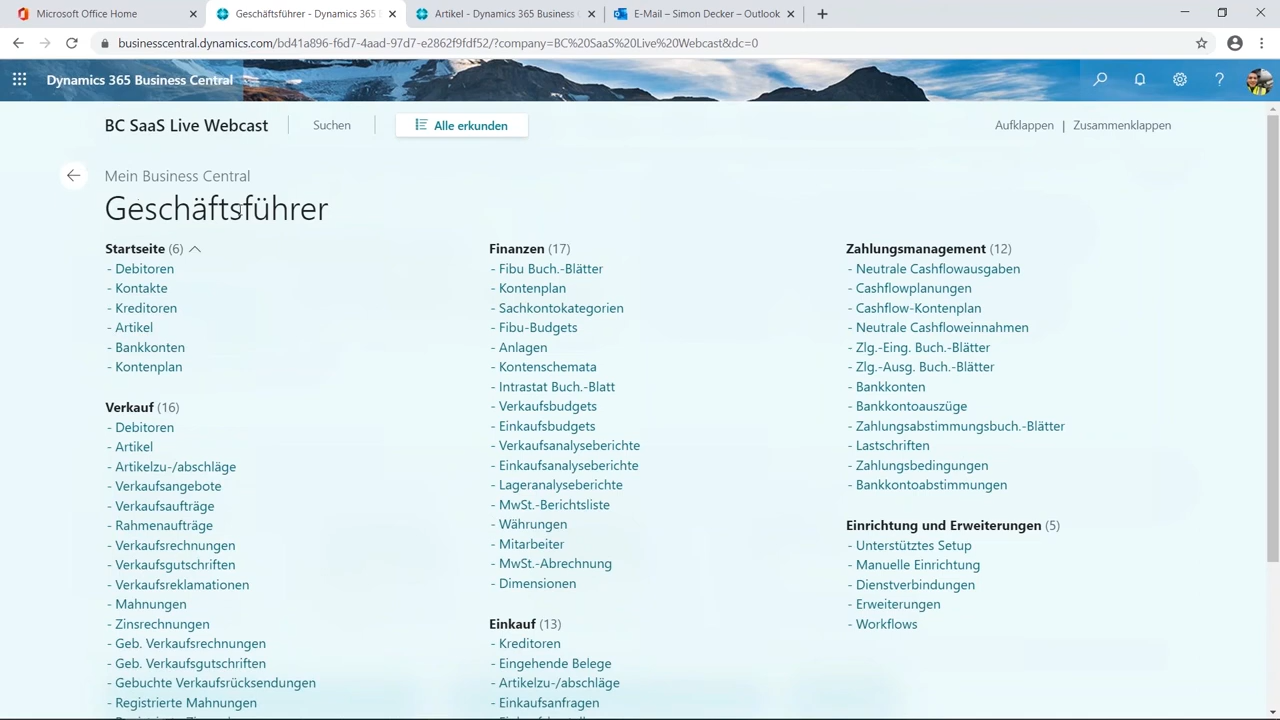 Microsoft Office Home
Geschäftsführer - Dynamics 365 B
Artikel - Dynamics 365 Business
E-Mail – Simon Decker – Outlook
businesscentral.dynamics.com/bd41a896-f6d7-4aad-97d7-e2862f9fdf52/?company=BC%20SaaS%20Live%20Webcast&dc=0
Dynamics 365 Business Central
BC SaaS Live Webcast
Suchen
Alle erkunden
Aufklappen | Zusammenklappen
Mein Business Central
Geschäftsführer
Startseite (6)
- Debitoren
- Kontakte
- Kreditoren
- Artikel
- Bankkonten
- Kontenplan
Verkauf (16)
- Debitoren
- Artikel
- Artikelzu-/abschläge
- Verkaufsangebote
- Verkaufsaufträge
- Rahmenaufträge
- Verkaufsrechnungen
- Verkaufsgutschriften
- Verkaufsreklamationen
- Mahnungen
- Zinsrechnungen
- Geb. Verkaufsrechnungen
- Geb. Verkaufsgutschriften
- Gebuchte Verkaufsrücksendungen
- Registrierte Mahnungen
Finanzen (17)
- Fibu Buch.-Blätter
- Kontenplan
- Sachkontokategorien
- Fibu-Budgets
- Anlagen
- Kontenschemata
- Intrastat Buch.-Blatt
- Verkaufsbudgets
- Einkaufsbudgets
- Verkaufsanalyseberichte
- Einkaufsanalyseberichte
- Lageranalyseberichte
- MwSt.-Berichtsliste
- Währungen
- Mitarbeiter
- MwSt.-Abrechnung
- Dimensionen
Einkauf (13)
- Kreditoren
- Eingehende Belege
- Artikelzu-/abschläge
- Einkaufsanfragen
Zahlungsmanagement (12)
- Neutrale Cashflowausgaben
- Cashflowplanungen
- Cashflow-Kontenplan
- Neutrale Cashfloweinnahmen
- Zlg.-Eing. Buch.-Blätter
- Zlg.-Ausg. Buch.-Blätter
- Bankkonten
- Bankkontoauszüge
- Zahlungsabstimmungsbuch.-Blätter
- Lastschriften
- Zahlungsbedingungen
- Bankkontoabstimmungen
Einrichtung und Erweiterungen (5)
- Unterstütztes Setup
- Manuelle Einrichtung
- Dienstverbindungen
- Erweiterungen
- Workflows